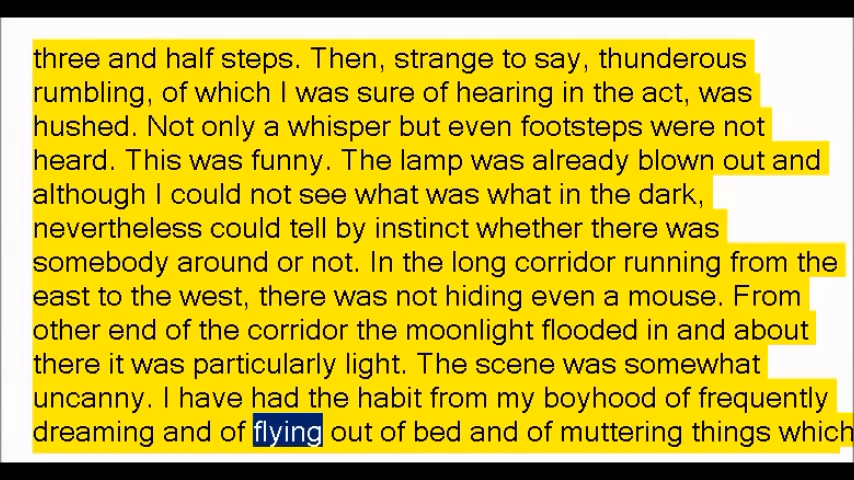 three and half steps. Then, strange to say, thunderous
rumbling, of which I was sure of hearing in the act, was
hushed. Not only a whisper but even footsteps were not
heard. This was funny. The lamp was already blown out and
although I could not see what was what in the dark,
nevertheless could tell by instinct whether there was
somebody around or not. In the long corridor running from the
east to the west, there was not hiding even a mouse. From
other end of the corridor the moonlight flooded in and about
there it was particularly light. The scene was somewhat
uncanny. I have had the habit from my boyhood of frequently
dreaming and of flying out of bed and of muttering things which